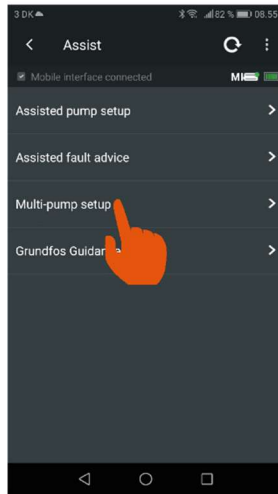 3 DK 82 % 08.55
Assist
Mobile interface connected MI
Assisted pump setup
Assisted fault advice
Multi-pump setup
Grundfos